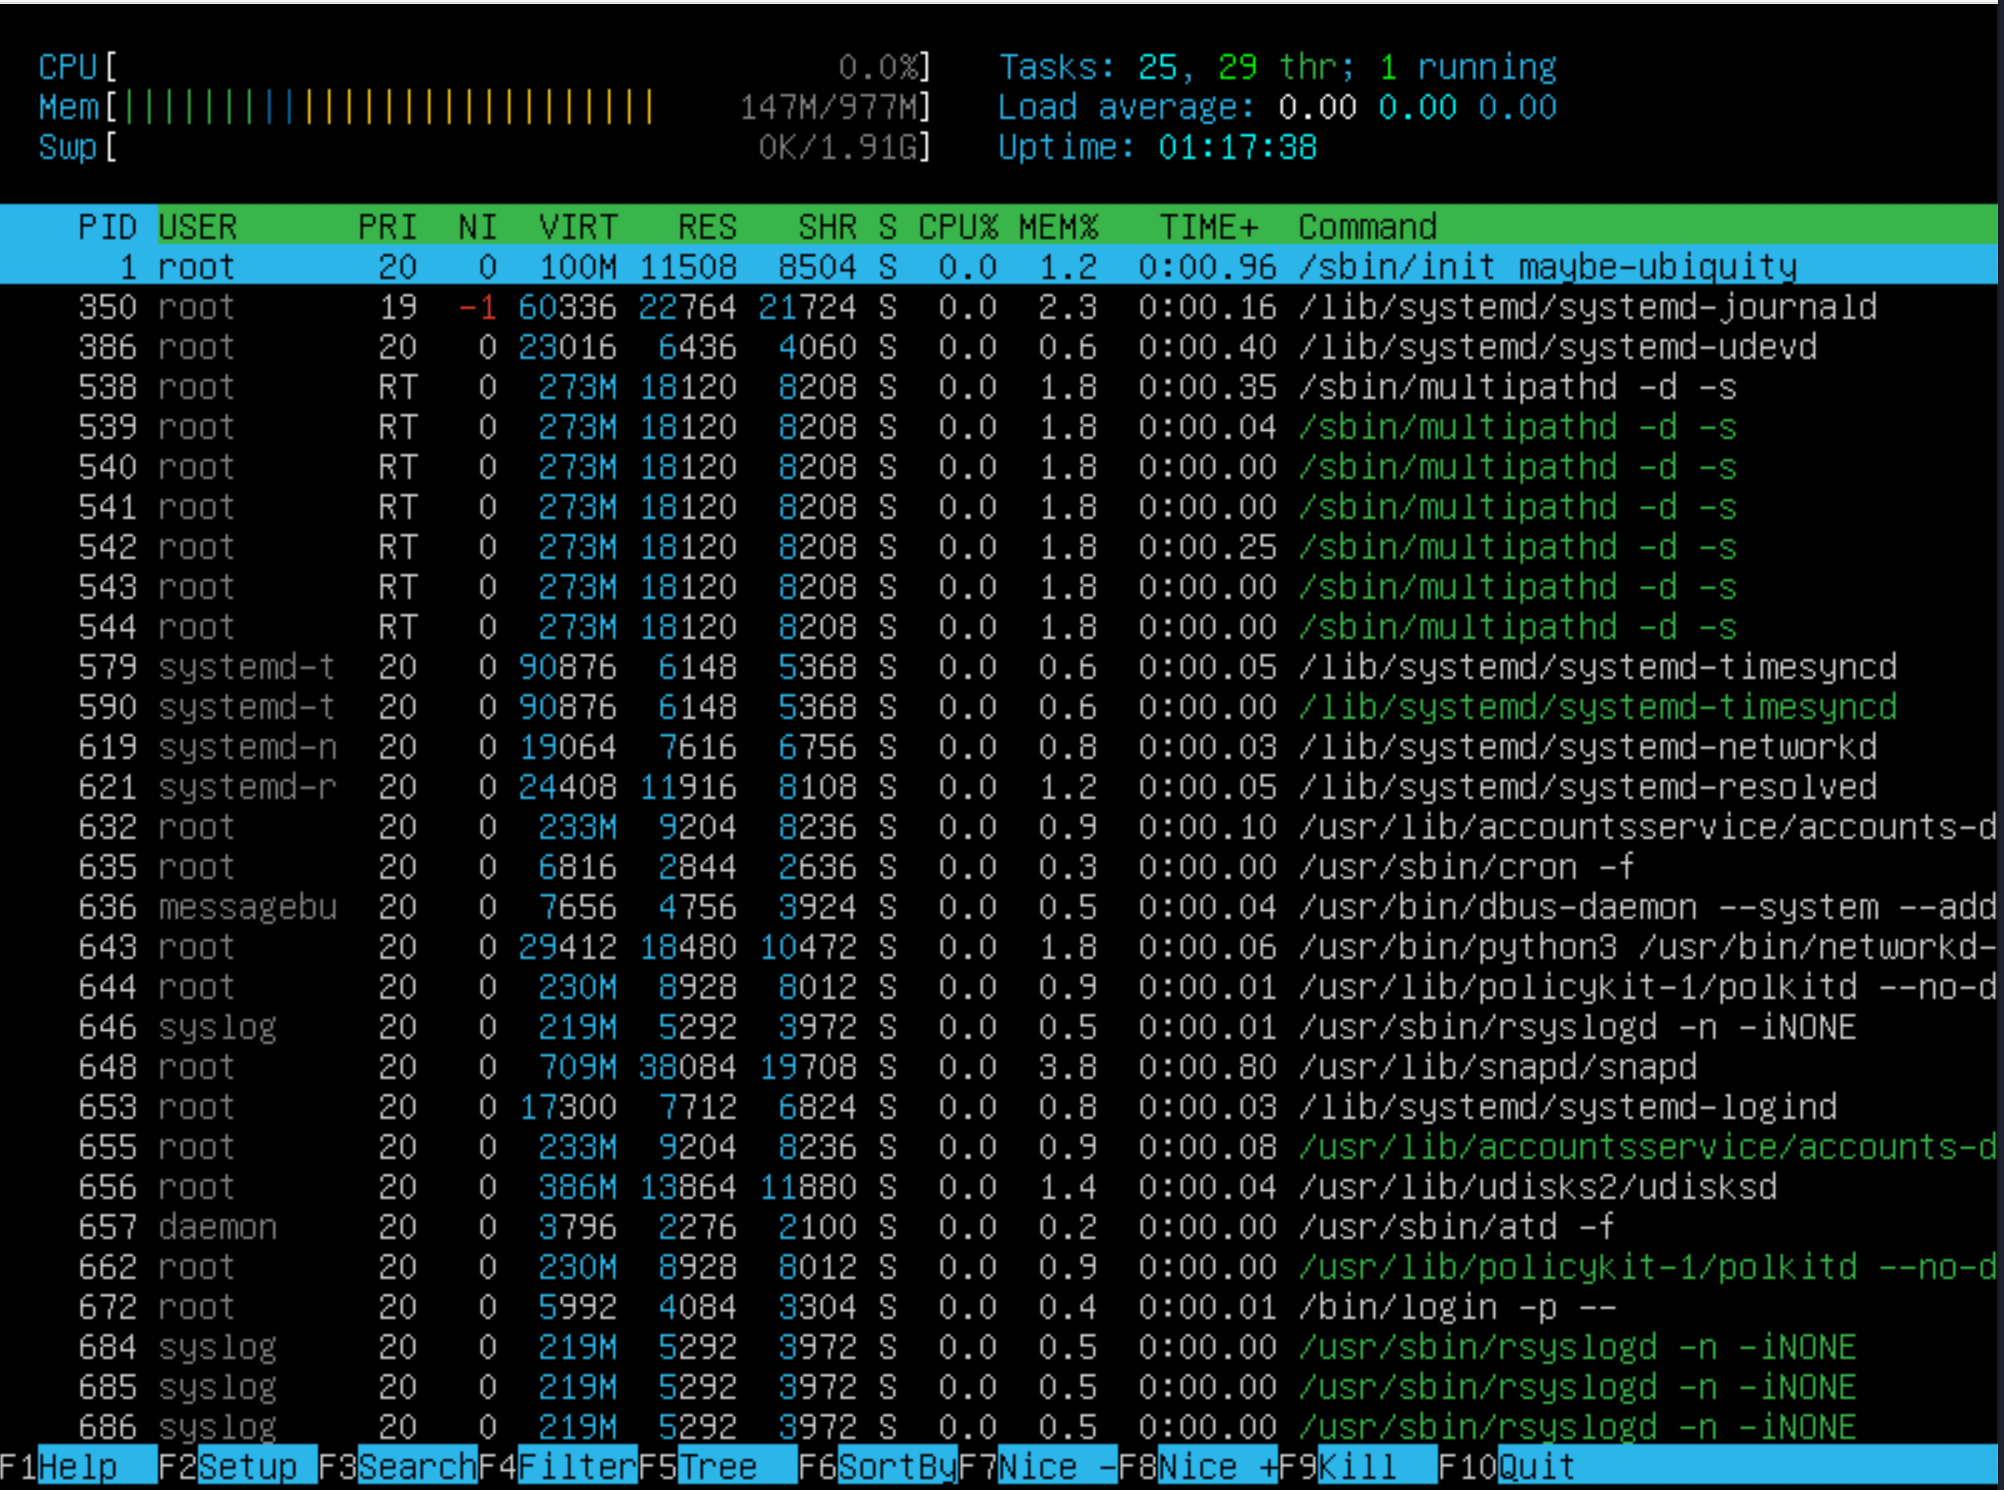 CPU[ 0.0%] Tasks: 25, 29 thr; 1 running
Mem[||||||||||||||||||||||||||| 147M/977M] Load average: 0.00 0.00 0.00
Swp[ 0K/1.91G] Uptime: 01:17:38
PID USER PRI NI VIRT RES SHR S CPU% MEM% TIME+ Command
1 root 20 0 100M 11508 8504 S 0.0 1.2 0:00.96 /sbin/init maybe-ubiquity
350 root 19 -1 60336 22764 21724 S 0.0 2.3 0:00.16 /lib/systemd/systemd-journald
386 root 20 0 23016 6436 4060 S 0.0 0.6 0:00.40 /lib/systemd/systemd-udevd
538 root RT 0 273M 18120 8208 S 0.0 1.8 0:00.35 /sbin/multipathd -d -s
539 root RT 0 273M 18120 8208 S 0.0 1.8 0:00.04 /sbin/multipathd -d -s
540 root RT 0 273M 18120 8208 S 0.0 1.8 0:00.00 /sbin/multipathd -d -s
541 root RT 0 273M 18120 8208 S 0.0 1.8 0:00.00 /sbin/multipathd -d -s
542 root RT 0 273M 18120 8208 S 0.0 1.8 0:00.25 /sbin/multipathd -d -s
543 root RT 0 273M 18120 8208 S 0.0 1.8 0:00.00 /sbin/multipathd -d -s
544 root RT 0 273M 18120 8208 S 0.0 1.8 0:00.00 /sbin/multipathd -d -s
579 systemd-t 20 0 90876 6148 5368 S 0.0 0.6 0:00.05 /lib/systemd/systemd-timesyncd
590 systemd-t 20 0 90876 6148 5368 S 0.0 0.6 0:00.00 /lib/systemd/systemd-timesyncd
619 systemd-n 20 0 19064 7616 6756 S 0.0 0.8 0:00.03 /lib/systemd/systemd-networkd
621 systemd-r 20 0 24408 11916 8108 S 0.0 1.2 0:00.05 /lib/systemd/systemd-resolved
632 root 20 0 233M 9204 8236 S 0.0 0.9 0:00.10 /usr/lib/accountsservice/accounts-d
635 root 20 0 6816 2844 2636 S 0.0 0.3 0:00.00 /usr/sbin/cron -f
636 messagebu 20 0 7656 4756 3924 S 0.0 0.5 0:00.04 /usr/bin/dbus-daemon --system --add
643 root 20 0 29412 18480 10472 S 0.0 1.8 0:00.06 /usr/bin/python3 /usr/bin/networkd-
644 root 20 0 230M 8928 8012 S 0.0 0.9 0:00.01 /usr/lib/policykit-1/polkitd --no-d
646 syslog 20 0 219M 5292 3972 S 0.0 0.5 0:00.01 /usr/sbin/rsyslogd -n -iNONE
648 root 20 0 709M 38084 19708 S 0.0 3.8 0:00.80 /usr/lib/snapd/snapd
653 root 20 0 17300 7712 6824 S 0.0 0.8 0:00.03 /lib/systemd/systemd-logind
655 root 20 0 233M 9204 8236 S 0.0 0.9 0:00.08 /usr/lib/accountsservice/accounts-d
656 root 20 0 386M 13864 11880 S 0.0 1.4 0:00.04 /usr/lib/udisks2/udisksd
657 daemon 20 0 3796 2276 2100 S 0.0 0.2 0:00.00 /usr/sbin/atd -f
662 root 20 0 230M 8928 8012 S 0.0 0.9 0:00.00 /usr/lib/policykit-1/polkitd --no-d
672 root 20 0 5992 4084 3304 S 0.0 0.4 0:00.01 /bin/login -p --
684 syslog 20 0 219M 5292 3972 S 0.0 0.5 0:00.00 /usr/sbin/rsyslogd -n -iNONE
685 syslog 20 0 219M 5292 3972 S 0.0 0.5 0:00.00 /usr/sbin/rsyslogd -n -iNONE
686 syslog 20 0 219M 5292 3972 S 0.0 0.5 0:00.00 /usr/sbin/rsyslogd -n -iNONE
F1Help F2Setup F3SearchF4FilterF5Tree F6SortByF7Nice -F8Nice +F9Kill F10Quit